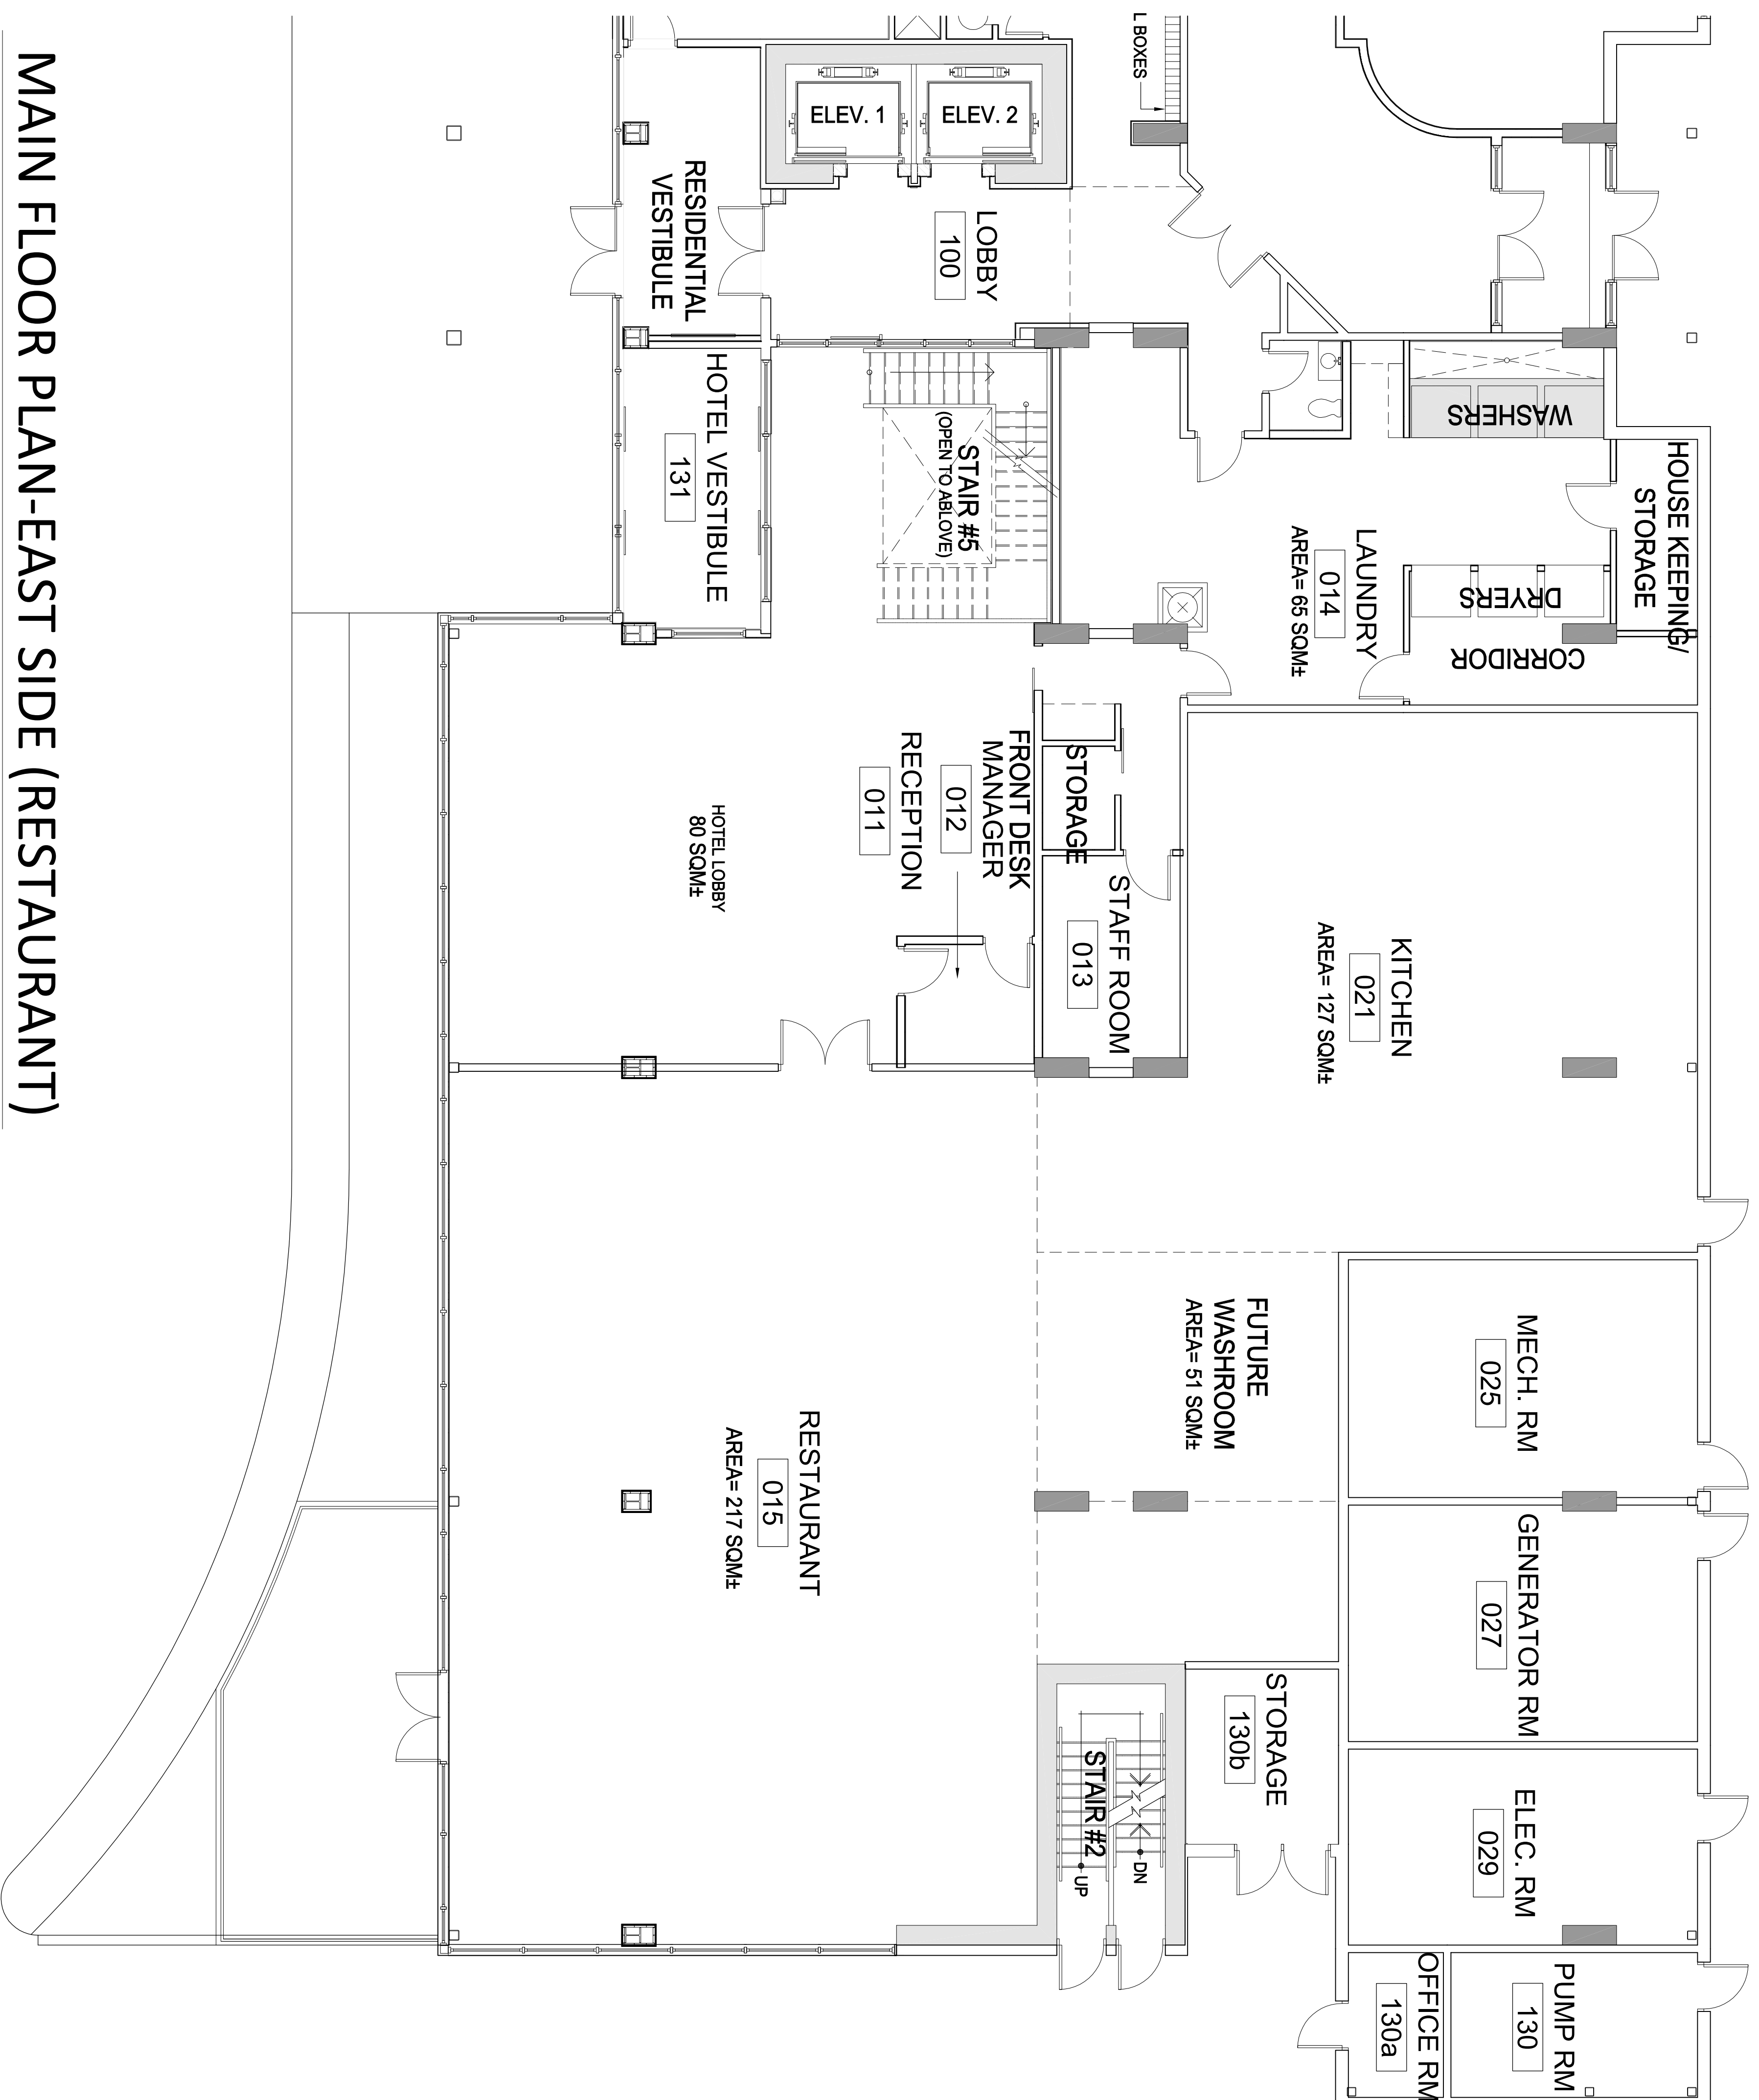 MAIN FLOOR PLAN-EAST SIDE (RESTAURANT)
L BOXES
ELEV. 1
ELEV. 2
RESIDENTIAL
VESTIBULE
LOBBY
100
HOTEL VESTIBULE
131
STAIR #5
(OPEN TO ABLOVE)
WASHERS
HOUSE KEEPING/
STORAGE
LAUNDRY
014
AREA= 65 SQM±
DRYERS
CORRIDOR
FRONT DESK
MANAGER
012
RECEPTION
011
STORAGE
HOTEL LOBBY
80 SQM±
STAFF ROOM
013
KITCHEN
021
AREA= 127 SQM±
FUTURE
WASHROOM
AREA= 51 SQM±
MECH. RM
025
RESTAURANT
015
AREA= 217 SQM±
GENERATOR RM
027
STORAGE
130b
STAIR #2
DN
UP
ELEC. RM
029
OFFICE RM
130a
PUMP RM
130